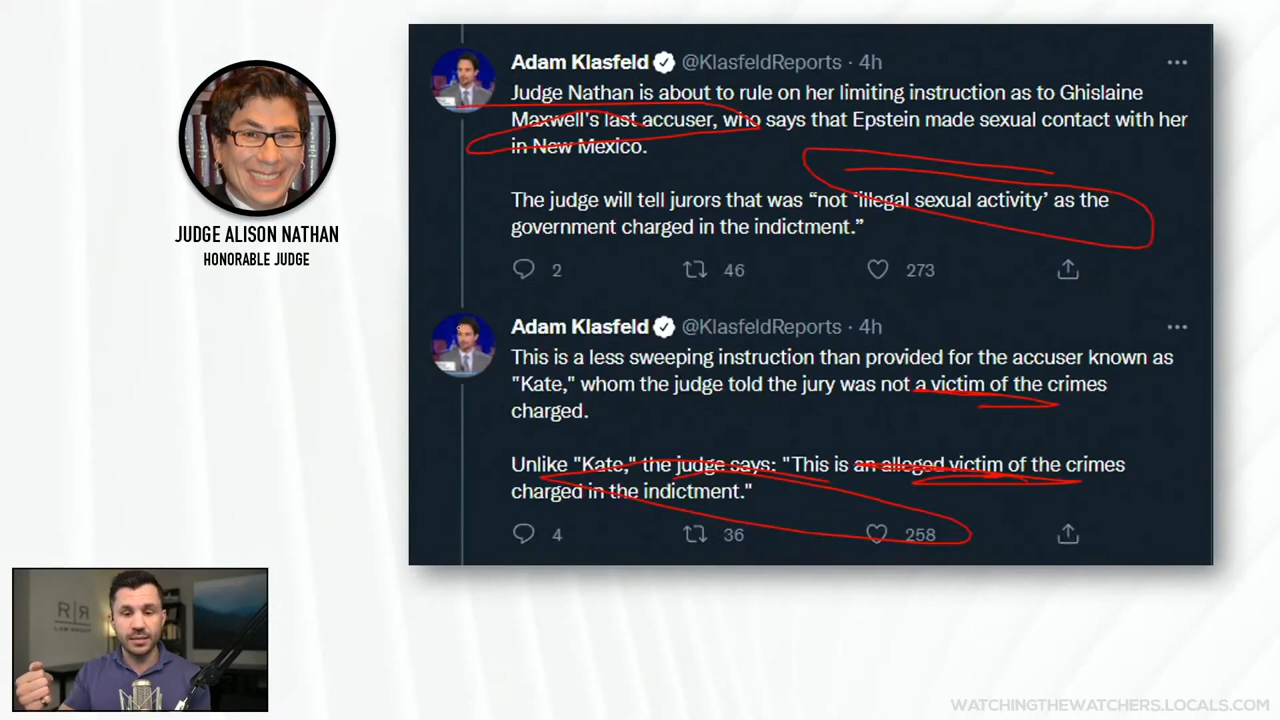 Adam Klasfeld @KlasfeldReports · 4h
Judge Nathan is about to rule on her limiting instruction as to Ghislaine
Maxwell's last accuser, who says that Epstein made sexual contact with her
in New Mexico.
The judge will tell jurors that was “not ‘illegal sexual activity’ as the
government charged in the indictment.”
2 46 273
Adam Klasfeld @KlasfeldReports · 4h
This is a less sweeping instruction than provided for the accuser known as
"Kate," whom the judge told the jury was not a victim of the crimes
charged.
Unlike "Kate," the judge says: "This is an alleged victim of the crimes
charged in the indictment."
4 36 258
JUDGE ALISON NATHAN
HONORABLE JUDGE
R R
LAW GROUP
WATCHINGTHEWATCHERS.LOCALS.COM